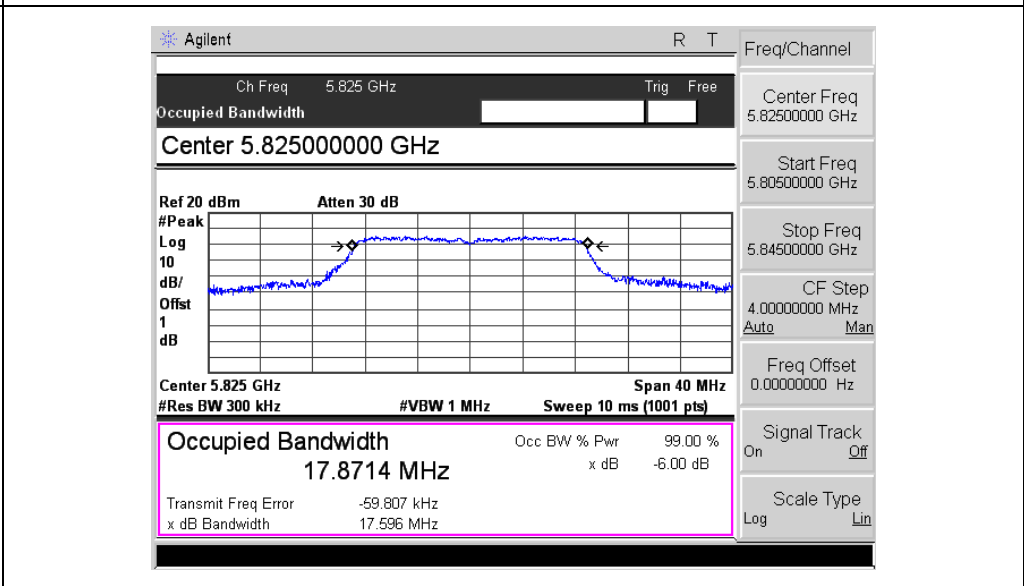 Agilent R T
Ch Freq 5.825 GHz Trig Free
Occupied Bandwidth
Center 5.825000000 GHz
Ref 20 dBm Atten 30 dB
#Peak
Log
10
dB/
Offst
1
dB
Center 5.825 GHz Span 40 MHz
#Res BW 300 kHz #VBW 1 MHz Sweep 10 ms (1001 pts)
Occupied Bandwidth Occ BW % Pwr 99.00 %
17.8714 MHz x dB -6.00 dB
Transmit Freq Error -59.807 kHz
x dB Bandwidth 17.596 MHz
Freq/Channel
Center Freq
5.82500000 GHz
Start Freq
5.80500000 GHz
Stop Freq
5.84500000 GHz
CF Step
4.00000000 MHz
Auto Man
Freq Offset
0.00000000 Hz
Signal Track
On Off
Scale Type
Log Lin